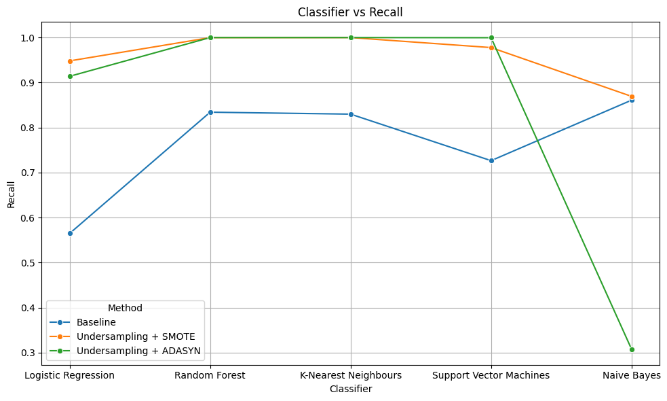 Classifier vs Recall
1.0
0.9
0.8
0.7
0.6
0.5
0.4
0.3
Recall
Method
Baseline
Undersampling + SMOTE
Undersampling + ADASYN
Logistic Regression
Random Forest
K-Nearest Neighbours
Support Vector Machines
Naive Bayes
Classifier